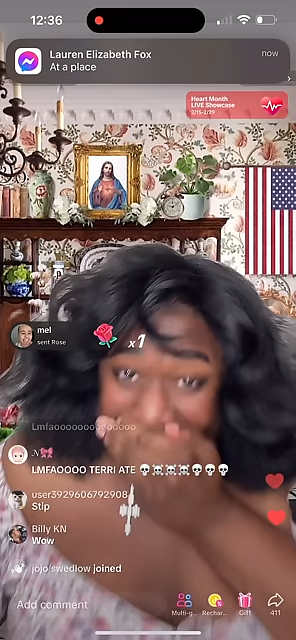 12:36
Lauren Elizabeth Fox
now
At a place
Heart Month
LIVE Showcase
2/15-2/29
mel
sent Rose
x1
Lmfaooooooooooooo
LMFAOOOO TERRI ATE 💀☠️☠️☠️💀💀💀
user3929606792908
Stip
Billy KN
Wow
jojo swedlow joined
Add comment
Multi-g...
Rechar...
Gift
411